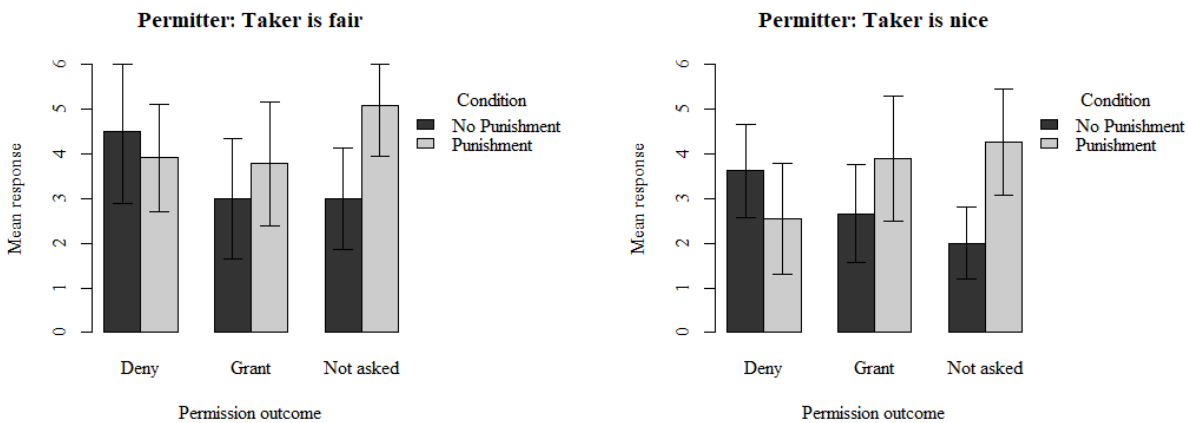 Permitter: Taker is fair
Mean response
6
5
4
3
2
1
0
Condition
No Punishment
Punishment
Deny Grant Not asked
Permission outcome
Permitter: Taker is nice
Mean response
6
5
4
3
2
1
0
Condition
No Punishment
Punishment
Deny Grant Not asked
Permission outcome